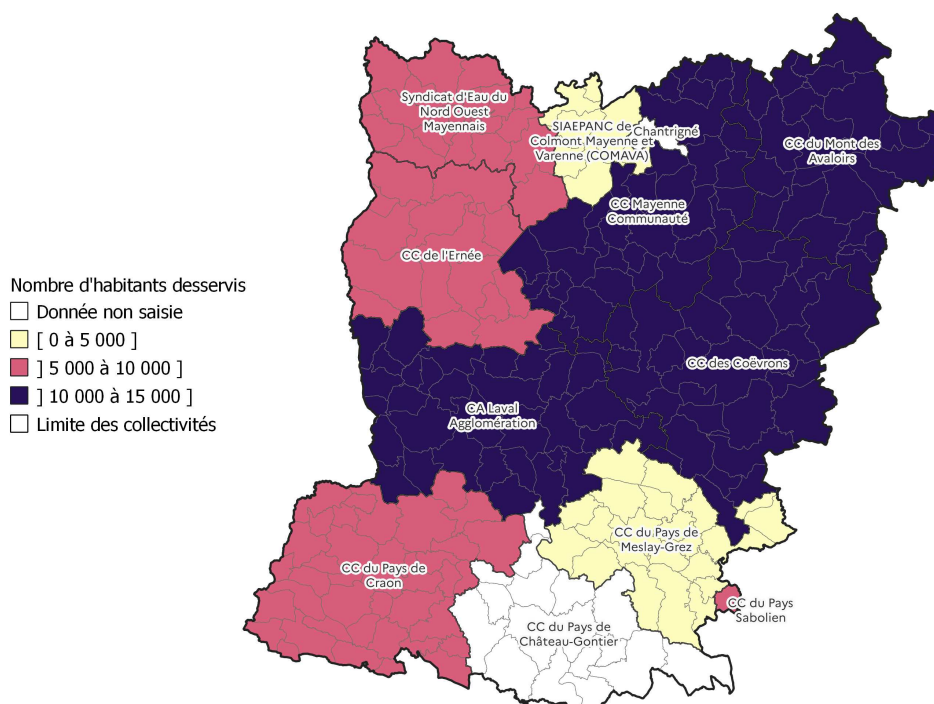 Syndicat d'Eau du
Nord Ouest
Mayennais
SIAEPANC de
Colmont Mayenne et
Varenne (COMAVA)
Chantrigné
CC du Mont des
Avaloirs
CC Mayenne
Communauté
CC de l'Ernée
Nombre d'habitants desservis
Donnée non saisie
[ 0 à 5 000 ]
] 5 000 à 10 000 ]
] 10 000 à 15 000 ]
Limite des collectivités
CC des Coëvrons
CA Laval
Agglomération
CC du Pays de
Meslay-Grez
CC du Pays de
Craon
CC du Pays
Sabolien
CC du Pays de
Château-Gontier